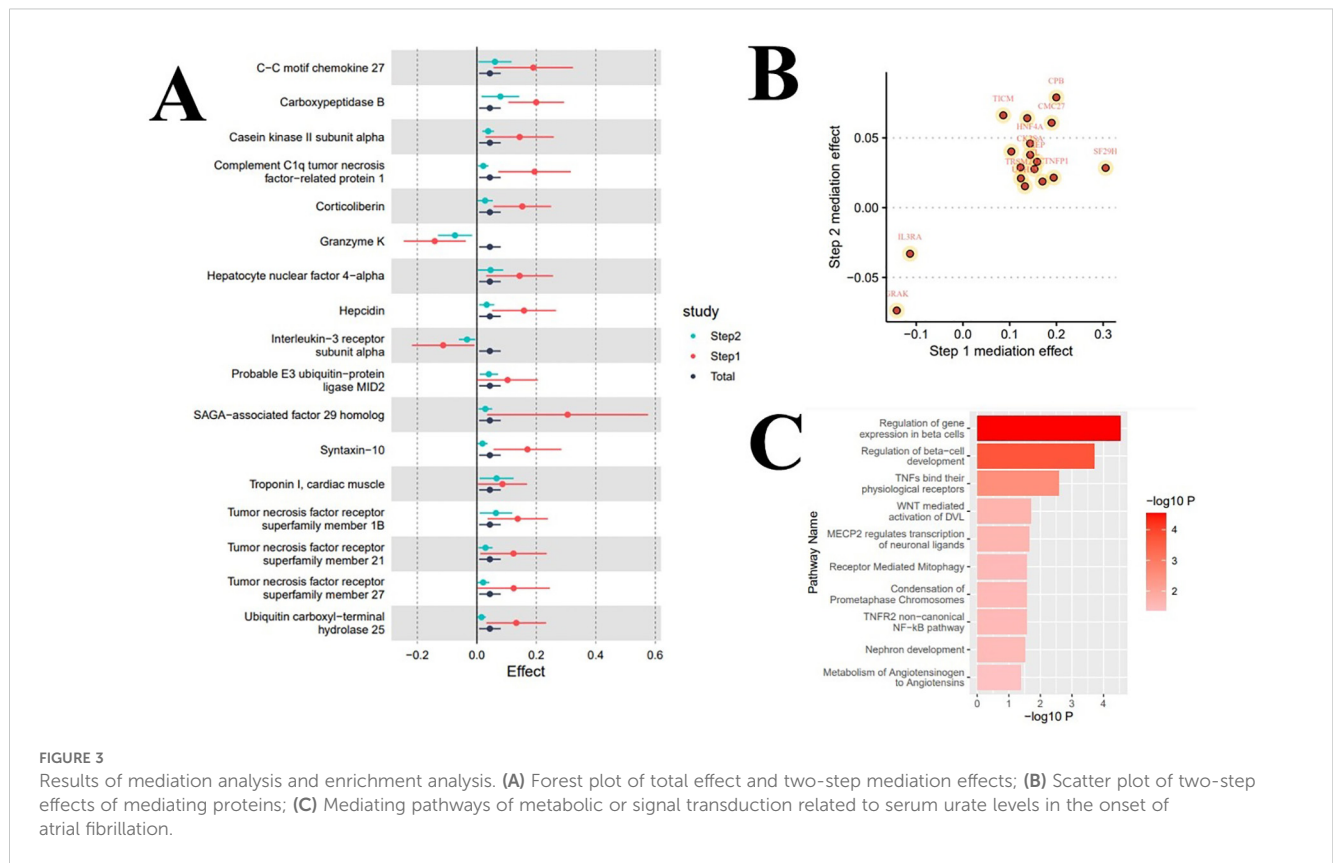 A
C−C motif chemokine 27
Carboxypeptidase B
Casein kinase II subunit alpha
Complement C1q tumor necrosis
factor−related protein 1
Corticoliberin
Granzyme K
Hepatocyte nuclear factor 4−alpha
Hepcidin
Interleukin−3 receptor
subunit alpha
Probable E3 ubiquitin−protein
ligase MID2
SAGA−associated factor 29 homolog
Syntaxin−10
Troponin I, cardiac muscle
Tumor necrosis factor receptor
superfamily member 1B
Tumor necrosis factor receptor
superfamily member 21
Tumor necrosis factor receptor
superfamily member 27
Ubiquitin carboxyl−terminal
hydrolase 25
−0.2 0.0 0.2 0.4 0.6
Effect
study
Step2
Step1
Total
B
Step 2 mediation effect
0.05
0.00
−0.05
CPB
TICM
CMC27
HNF4A
SF29H
IL3RA
−0.1 0.0 0.1 0.2 0.3
Step 1 mediation effect
C
Pathway Name
Regulation of gene
expression in beta cells
Regulation of beta−cell
development
TNFs bind their
physiological receptors
WNT mediated
activation of DVL
MECP2 regulates transcription
of neuronal ligands
Receptor Mediated Mitophagy
Condensation of
Prometaphase Chromosomes
TNFR2 non−canonical
NF−kB pathway
Nephron development
Metabolism of Angiotensinogen
to Angiotensins
0 1 2 3 4
−log10 P
−log10 P
4
3
2
FIGURE 3
Results of mediation analysis and enrichment analysis. (A) Forest plot of total effect and two-step mediation effects; (B) Scatter plot of two-step
effects of mediating proteins; (C) Mediating pathways of metabolic or signal transduction related to serum urate levels in the onset of
atrial fibrillation.